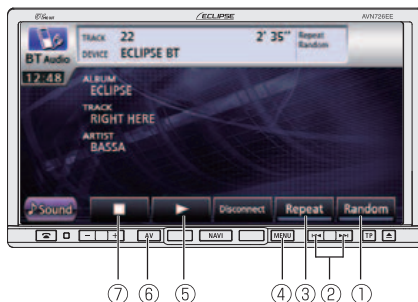 ECLIPSE AVN726EE
TRACK 22 2' 35" Repeat
DEVICE ECLIPSE BT Random
BT Audio
12:48
ALBUM
ECLIPSE
TRACK
RIGHT HERE
ARTIST
BASSA
Sound Disconnect Repeat Random
− + AV NAVI MENU TP
⑦ ⑥ ⑤ ④ ③ ② ①